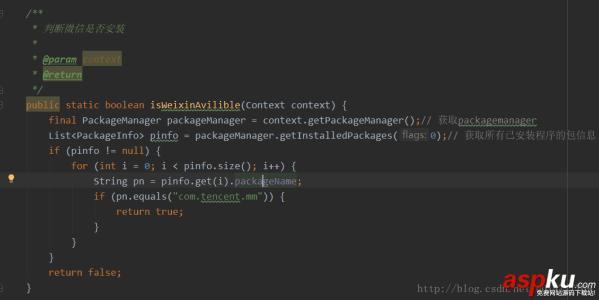 /**
 * 判断微信是否安装
 *
 * @param context
 * @return
 */
public static boolean isWeixinAvilible(Context context) {
    final PackageManager packageManager = context.getPackageManager();// 获取packagemanager
    List<PackageInfo> pinfo = packageManager.getInstalledPackages( flags: 0);// 获取所有已安装程序的包信息
    if (pinfo != null) {
        for (int i = 0; i < pinfo.size(); i++) {
            String pn = pinfo.get(i).packageName;
            if (pn.equals("com.tencent.mm")) {
                return true;
            }
        }
    }
    return false;
}
http://blog.csdn.ne
aspku.com
免费网站源码下载站!